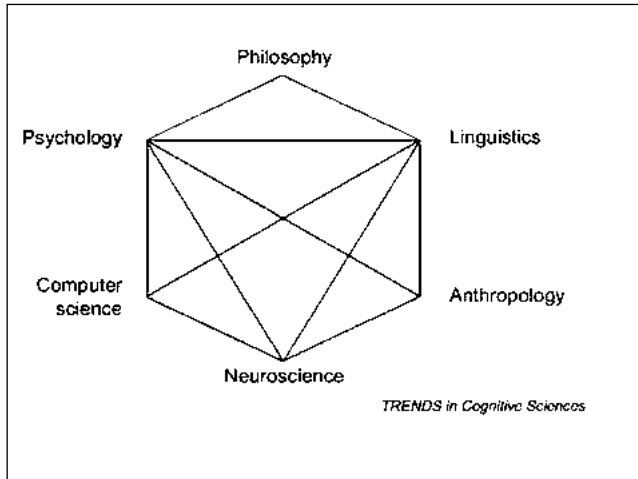 Philosophy
Psychology
Linguistics
Computer
science
Anthropology
Neuroscience
TRENDS in Cognitive Sciences